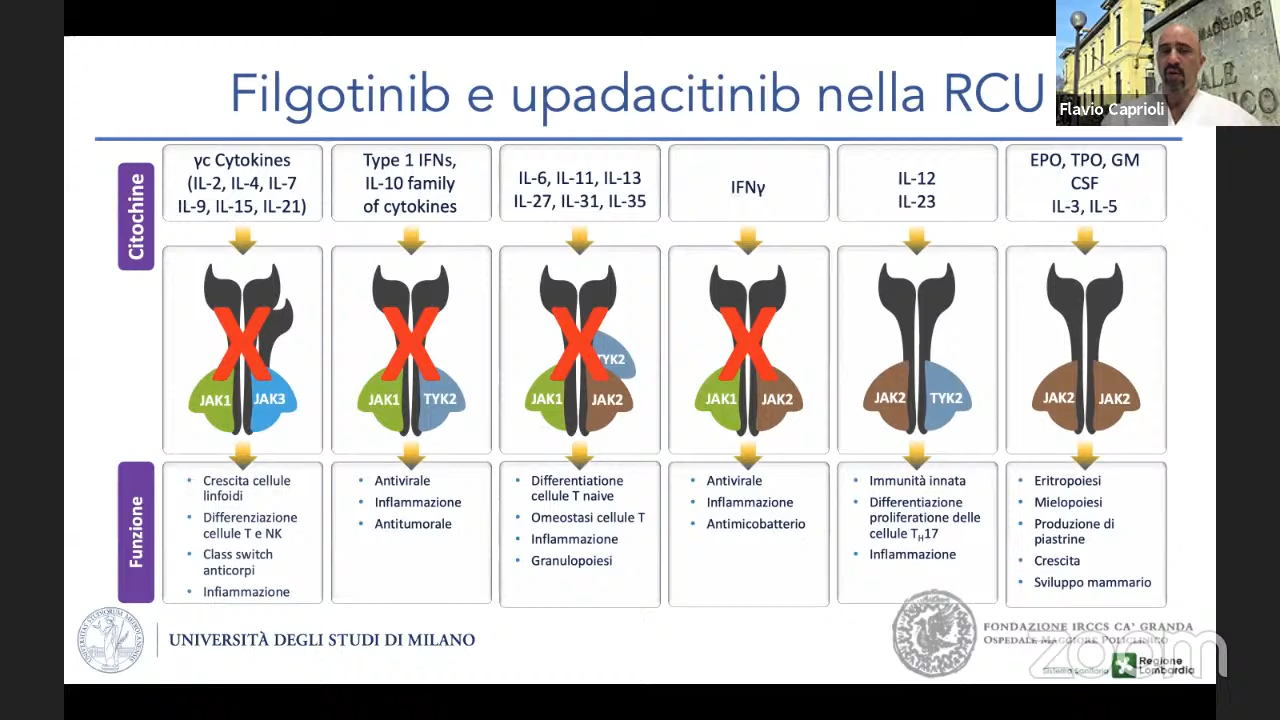 Filgotinib e upadacitinib nella RCU
MAGGIORE
Flavio Caprioli
Citochine
γc Cytokines
(IL-2, IL-4, IL-7
IL-9, IL-15, IL-21)
Type 1 IFNs,
IL-10 family
of cytokines
IL-6, IL-11, IL-13
IL-27, IL-31, IL-35
IFNγ
IL-12
IL-23
EPO, TPO, GM
CSF
IL-3, IL-5
X
JAK1
JAK3
X
JAK1
TYK2
X
TYK2
JAK1
JAK2
X
JAK1
JAK2
JAK2
TYK2
JAK2
JAK2
Funzione
• Crescita cellule
linfoidi
• Differenziazione
cellule T e NK
• Class switch
anticorpi
• Infiammazione
• Antivirale
• Inflammazione
• Antitumorale
• Differentiatione
cellule T naive
• Omeostasi cellule T
• Inflammazione
• Granulopoiesi
• Antivirale
• Inflammazione
• Antimicobatterio
• Immunità innata
• Differentiazione
proliferatione delle
cellule TH17
• Inflammazione
• Eritropoiesi
• Mielopoiesi
• Produzione di
piastrine
• Crescita
• Sviluppo mammario
UNIVERSITÀ DEGLI STUDI DI MILANO
FONDAZIONE IRCCS CA' GRANDA
OSPEDALE MAGGIORE POLICLINICO
Sistema Sanitario
Regione
Lombardia
zoom